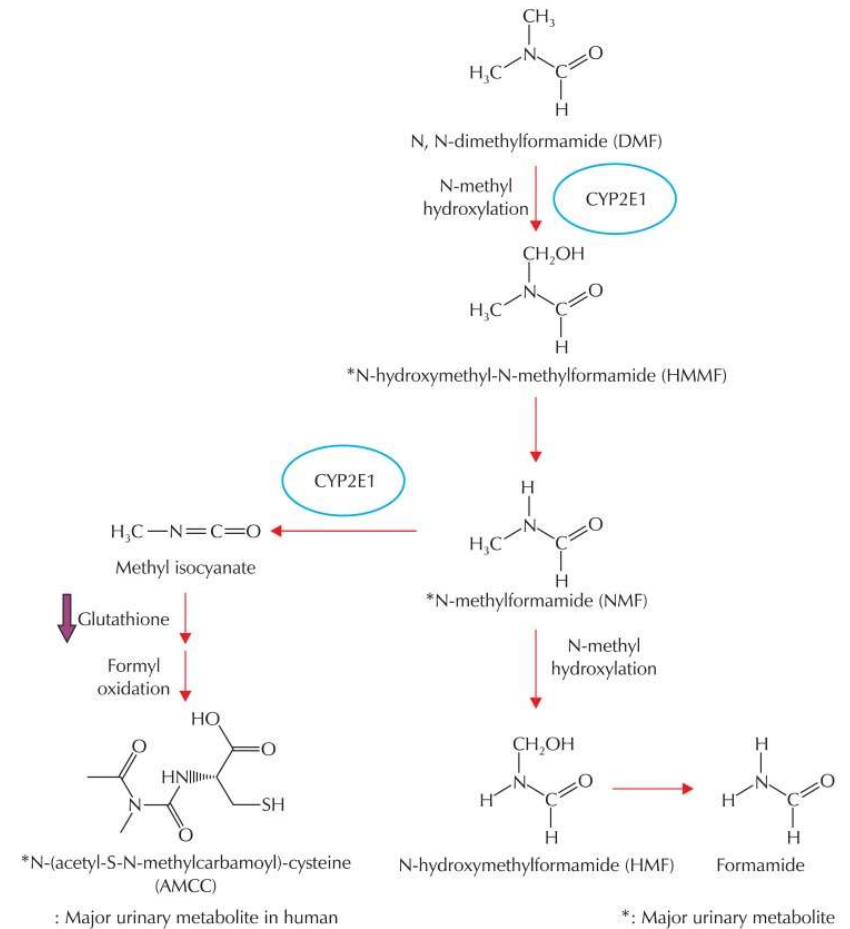 CH₃
N
O
H₃C
C
H
N, N-dimethylformamide (DMF)
N-methyl
hydroxylation
CYP2E1
CH₂OH
N
O
H₃C
C
H
*N-hydroxymethyl-N-methylformamide (HMMF)
CYP2E1
H
N
O
H₃C
C
H
H₃C—N=C=O
Methyl isocyanate
*N-methylformamide (NMF)
Glutathione
N-methyl
hydroxylation
Formyl
oxidation
HO
O
O
HN
SH
N
O
CH₂OH
N
O
H
C
H
H
N
O
H
C
H
*N-(acetyl-S-N-methylcarbamoyl)-cysteine
(AMCC)
N-hydroxymethylformamide (HMF)
Formamide
: Major urinary metabolite in human
*: Major urinary metabolite